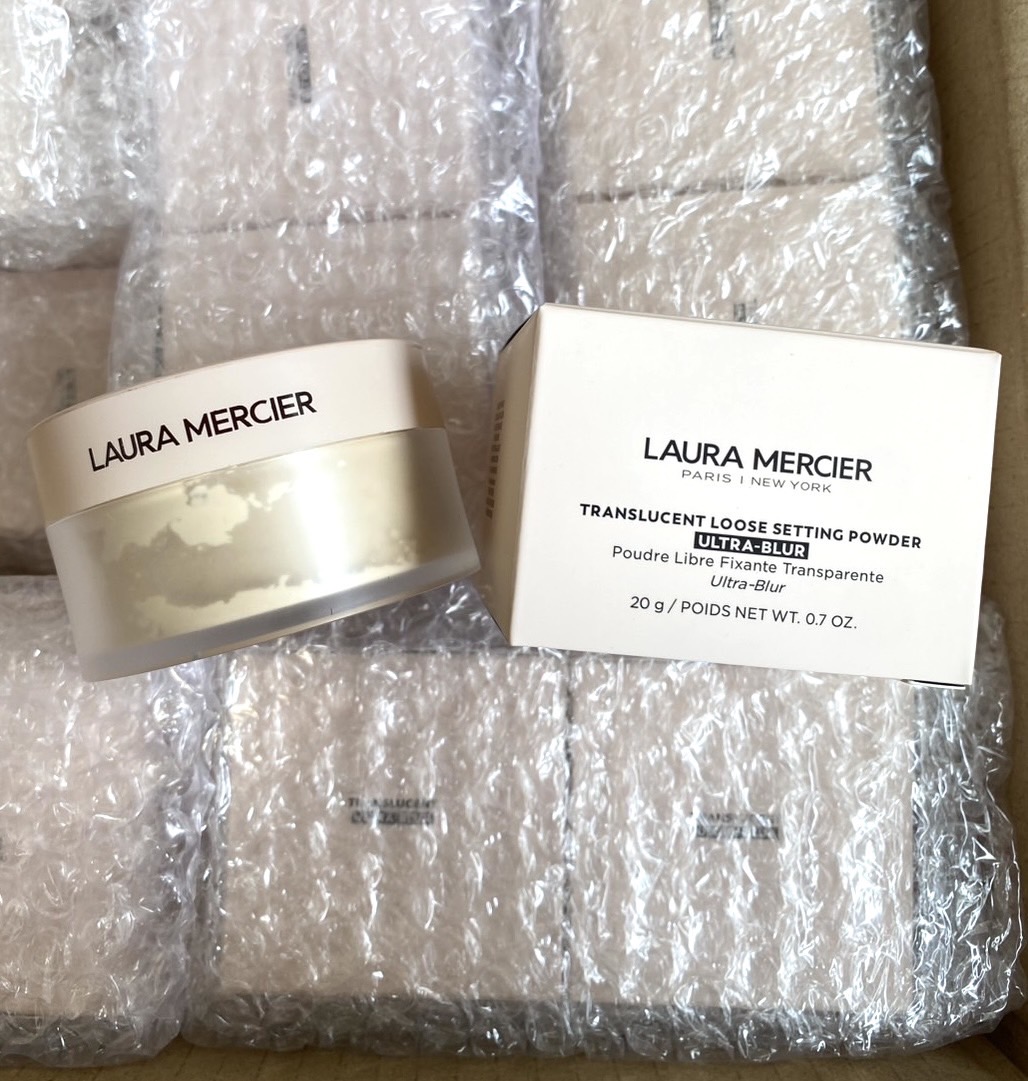 LAURA MERCIER
LAURA MERCIER
PARIS I NEW YORK
TRANSLUCENT LOOSE SETTING POWDER
ULTRA-BLUR
Poudre Libre Fixante Transparente
Ultra-Blur
20 g / POIDS NET WT. 0.7 OZ.
TRANSLUCENT